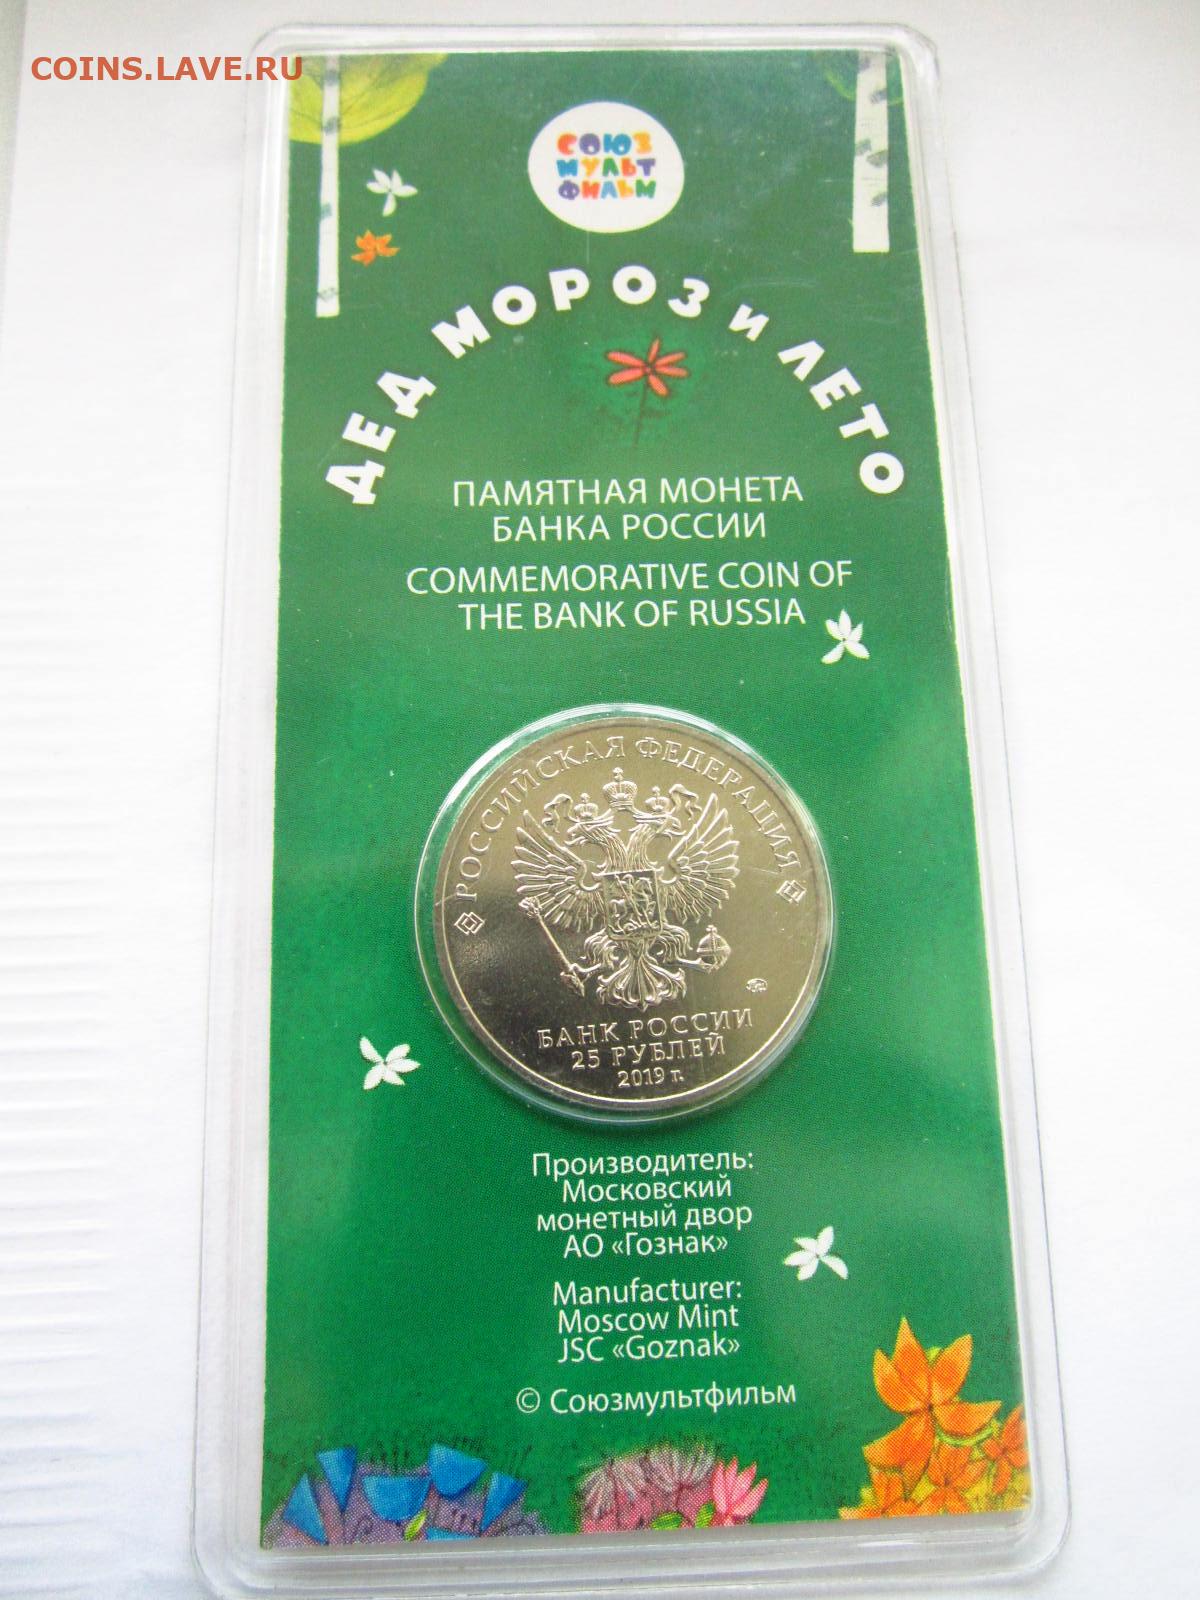 COINS.LAVE.RU
СОЮЗ
МУЛЬТ
ФИЛЬМ
ДЕД МОРОЗ и ЛЕТО
ПАМЯТНАЯ МОНЕТА
БАНКА РОССИИ
COMMEMORATIVE COIN OF
THE BANK OF RUSSIA
РОССИЙСКАЯ ФЕДЕРАЦИЯ
БАНК РОССИИ
25 РУБЛЕЙ
2019 г.
Производитель:
Московский
монетный двор
АО «Гознак»
Manufacturer:
Moscow Mint
JSC «Goznak»
© Союзмультфильм